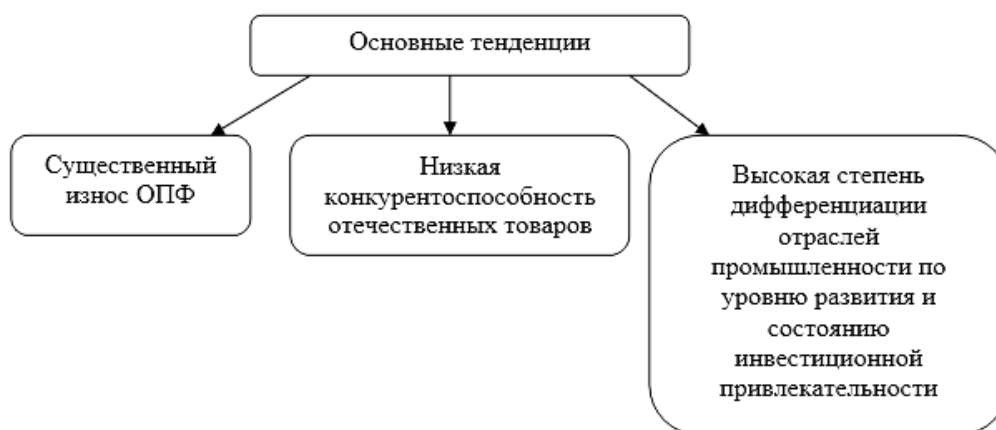 Основные тенденции
Существенный
износ ОПФ
Низкая
конкурентоспособность
отечественных товаров
Высокая степень
дифференциации
отраслей
промышленности по
уровню развития и
состоянию
инвестиционной
привлекательности